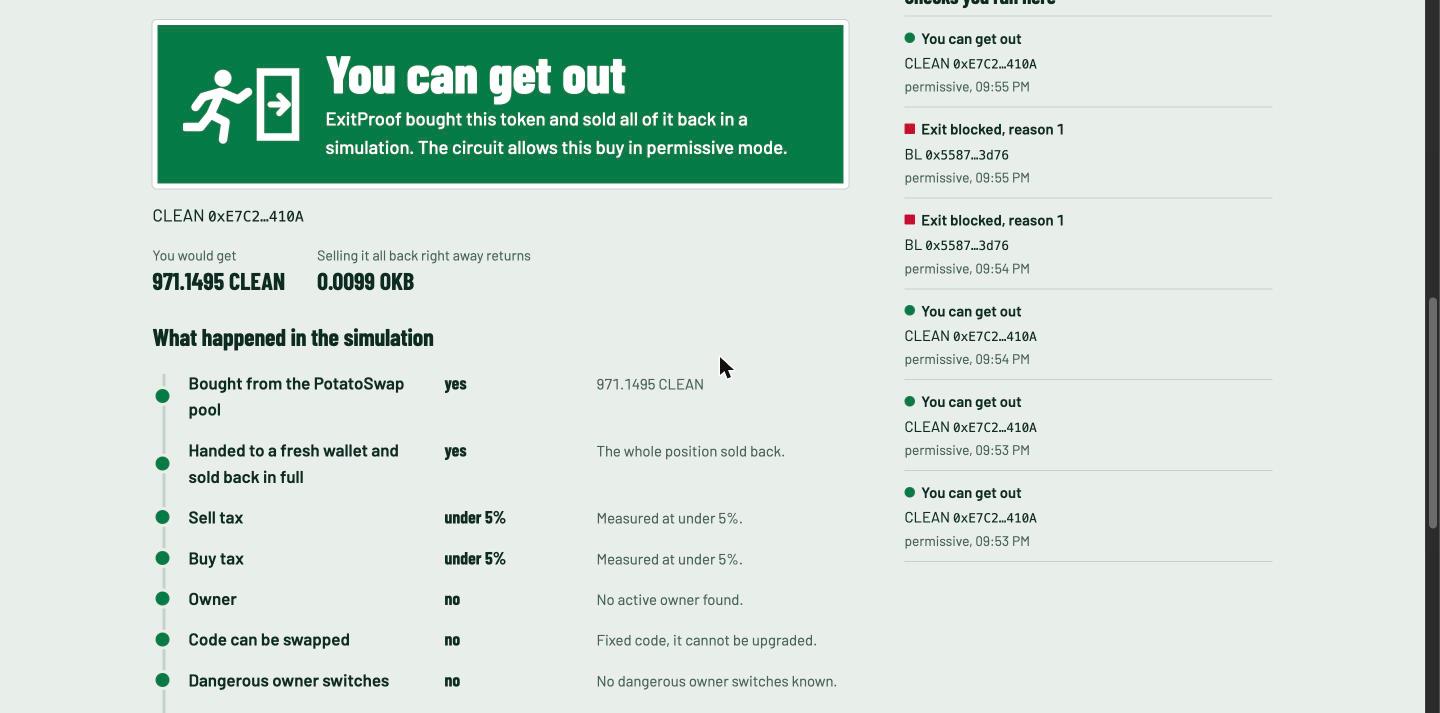 You can get out
ExitProof bought this token and sold all of it back in a
simulation. The circuit allows this buy in permissive mode.
CLEAN 0xE7C2…410A
You would get
971.1495 CLEAN
Selling it all back right away returns
0.0099 OKB
What happened in the simulation
Bought from the PotatoSwap
pool
yes
971.1495 CLEAN
Handed to a fresh wallet and
sold back in full
yes
The whole position sold back.
Sell tax
under 5%
Measured at under 5%.
Buy tax
under 5%
Measured at under 5%.
Owner
no
No active owner found.
Code can be swapped
no
Fixed code, it cannot be upgraded.
Dangerous owner switches
no
No dangerous owner switches known.
Checks you ran here
You can get out
CLEAN 0xE7C2…410A
permissive, 09:55 PM
Exit blocked, reason 1
BL 0x5587…3d76
permissive, 09:55 PM
Exit blocked, reason 1
BL 0x5587…3d76
permissive, 09:54 PM
You can get out
CLEAN 0xE7C2…410A
permissive, 09:54 PM
You can get out
CLEAN 0xE7C2…410A
permissive, 09:53 PM
You can get out
CLEAN 0xE7C2…410A
permissive, 09:53 PM